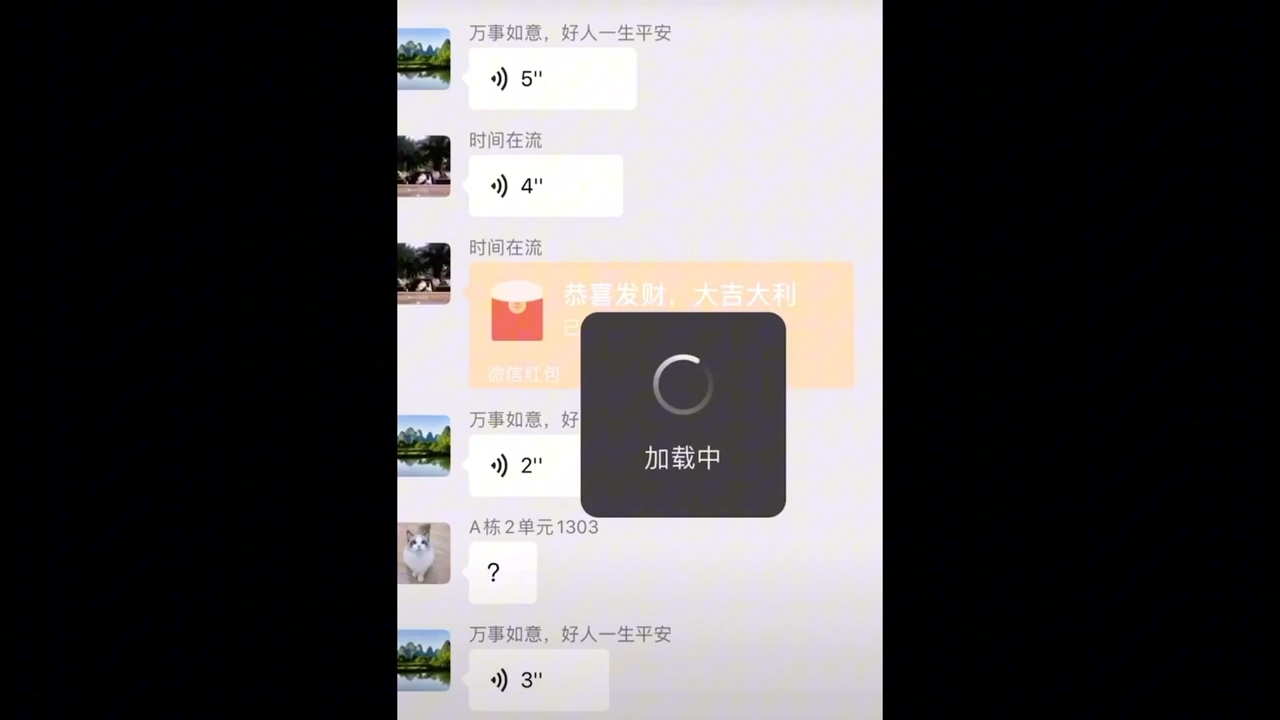 万事如意，好人一生平安
5''
时间在流
4''
时间在流
恭喜发财，大吉大利
已
微信红包
万事如意，好
2''
加载中
A栋2单元1303
?
万事如意，好人一生平安
3''